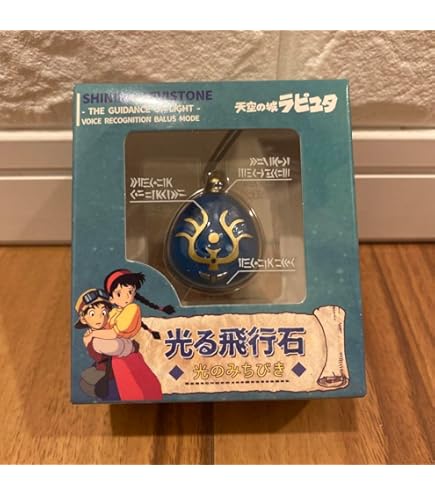 - THE GUIDANCE OF LIGHT -
VOICE RECOGNITION BALUS MODE
天空の城ラピュタ
光る飛行石
光のみちびき